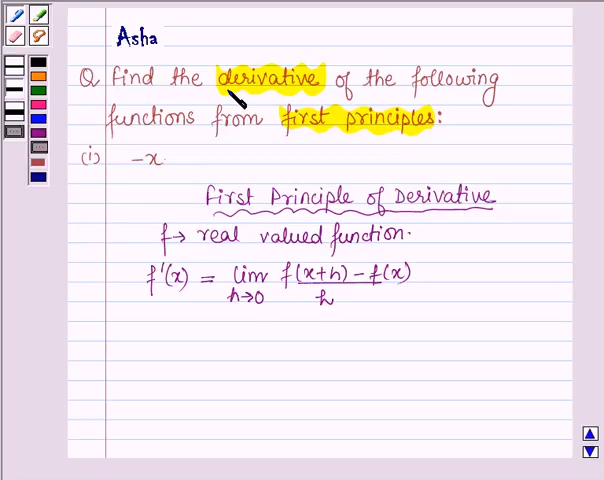 Asha
Q Find the derivative of the following
functions from first principles:
(i) -x
First Principle of Derivative
f→ real valued function.
f'(x) = lim f(x+h) - f(x)
h→0 h